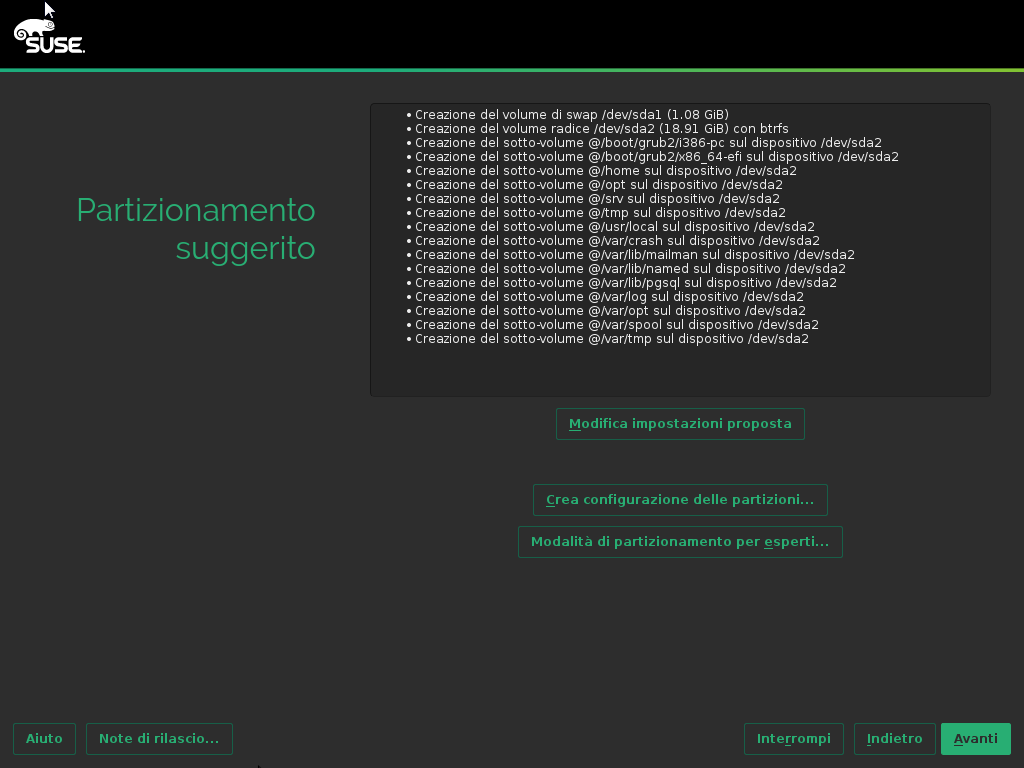 SUSE.
Partizionamento
suggerito
• Creazione del volume di swap /dev/sda1 (1.08 GiB)
• Creazione del volume radice /dev/sda2 (18.91 GiB) con btrfs
• Creazione del sotto-volume @/boot/grub2/i386-pc sul dispositivo /dev/sda2
• Creazione del sotto-volume @/boot/grub2/x86_64-efi sul dispositivo /dev/sda2
• Creazione del sotto-volume @/home sul dispositivo /dev/sda2
• Creazione del sotto-volume @/opt sul dispositivo /dev/sda2
• Creazione del sotto-volume @/srv sul dispositivo /dev/sda2
• Creazione del sotto-volume @/tmp sul dispositivo /dev/sda2
• Creazione del sotto-volume @/usr/local sul dispositivo /dev/sda2
• Creazione del sotto-volume @/var/crash sul dispositivo /dev/sda2
• Creazione del sotto-volume @/var/lib/mailman sul dispositivo /dev/sda2
• Creazione del sotto-volume @/var/lib/named sul dispositivo /dev/sda2
• Creazione del sotto-volume @/var/lib/pgsql sul dispositivo /dev/sda2
• Creazione del sotto-volume @/var/log sul dispositivo /dev/sda2
• Creazione del sotto-volume @/var/opt sul dispositivo /dev/sda2
• Creazione del sotto-volume @/var/spool sul dispositivo /dev/sda2
• Creazione del sotto-volume @/var/tmp sul dispositivo /dev/sda2
Modifica impostazioni proposta
Crea configurazione delle partizioni...
Modalità di partizionamento per esperti...
Aiuto
Note di rilascio...
Interrompi
Indietro
Avanti